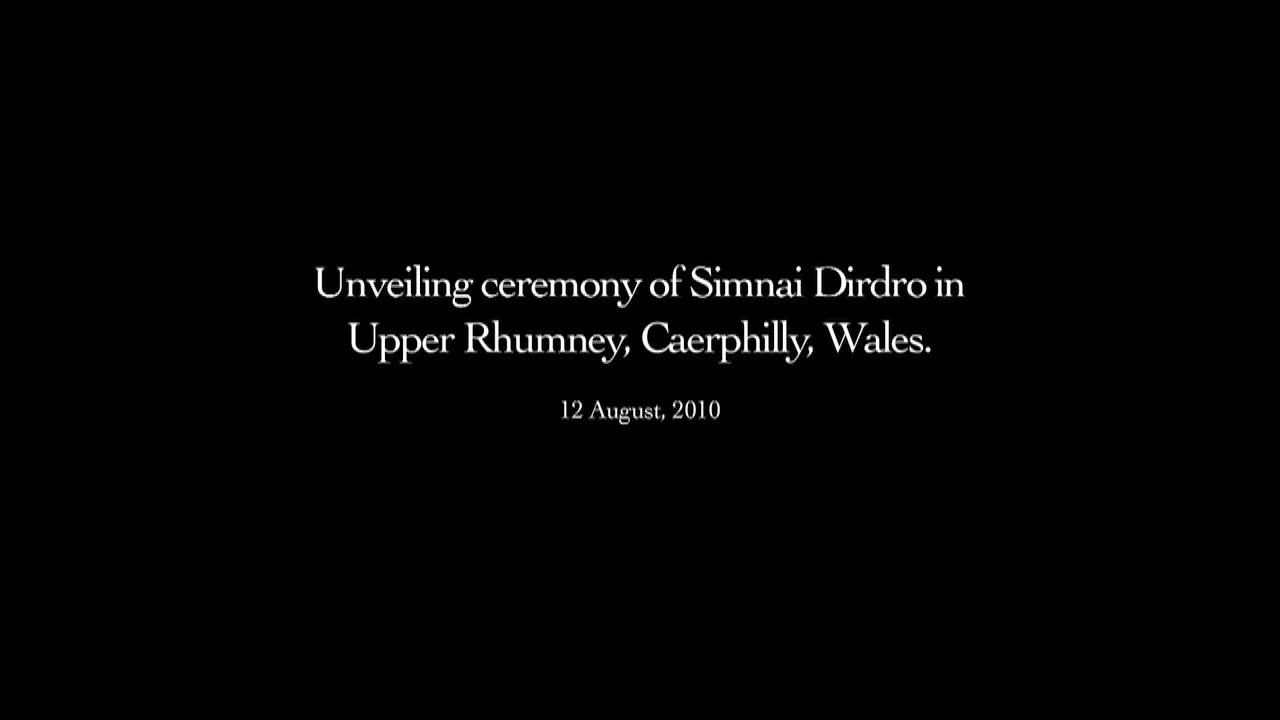 Unveiling ceremony of Simnai Dirdro in
Upper Rhumney, Caerphilly, Wales.
12 August, 2010